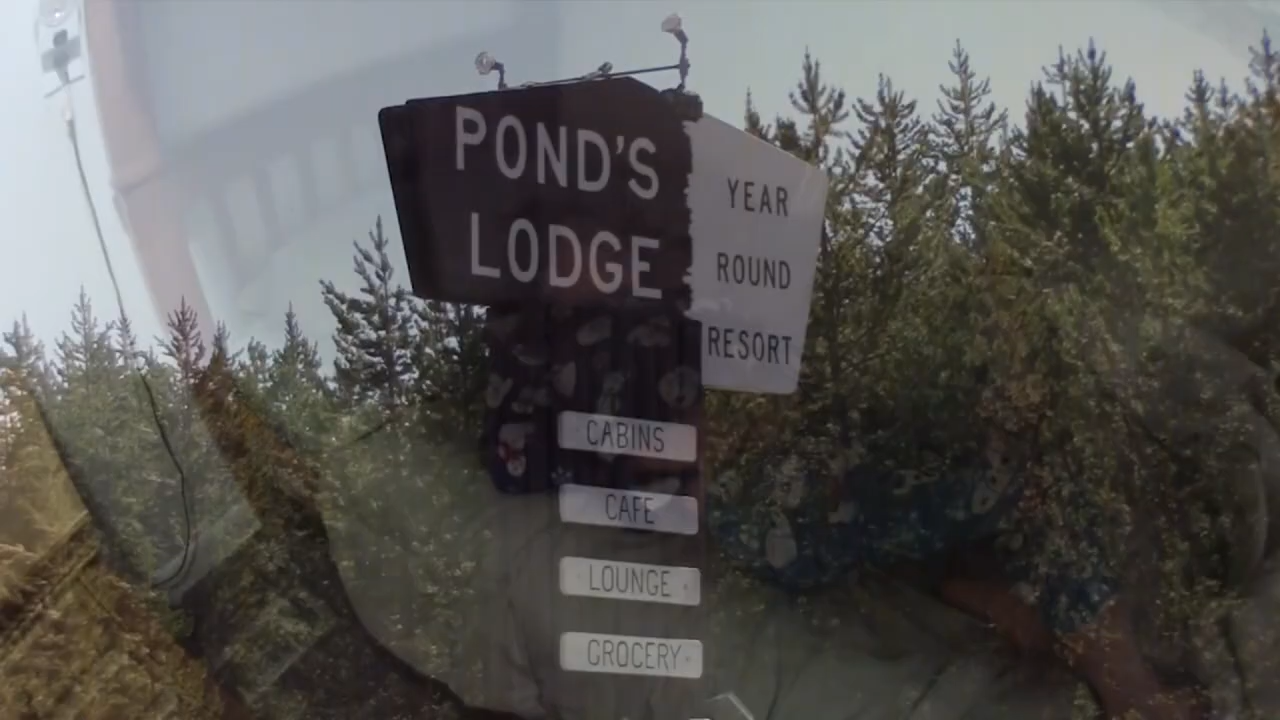 POND'S
LODGE
YEAR
ROUND
RESORT
CABINS
CAFE
LOUNGE
GROCERY